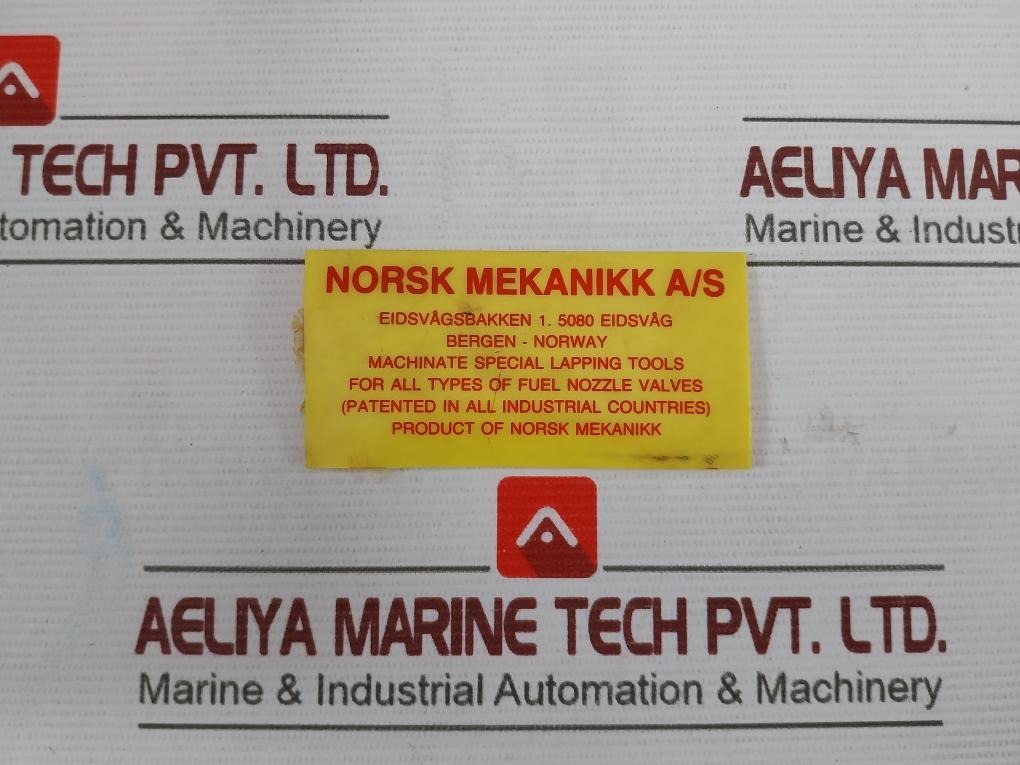 TECH PVT. LTD.
tomation & Machinery
AELIYA MAR
Marine & Industr
NORSK MEKANIKK A/S
EIDSVÅGSBAKKEN 1. 5080 EIDSVÅG
BERGEN - NORWAY
MACHINATE SPECIAL LAPPING TOOLS
FOR ALL TYPES OF FUEL NOZZLE VALVES
(PATENTED IN ALL INDUSTRIAL COUNTRIES)
PRODUCT OF NORSK MEKANIKK
AELIYA MARINE TECH PVT. LTD.
Marine & Industrial Automation & Machinery